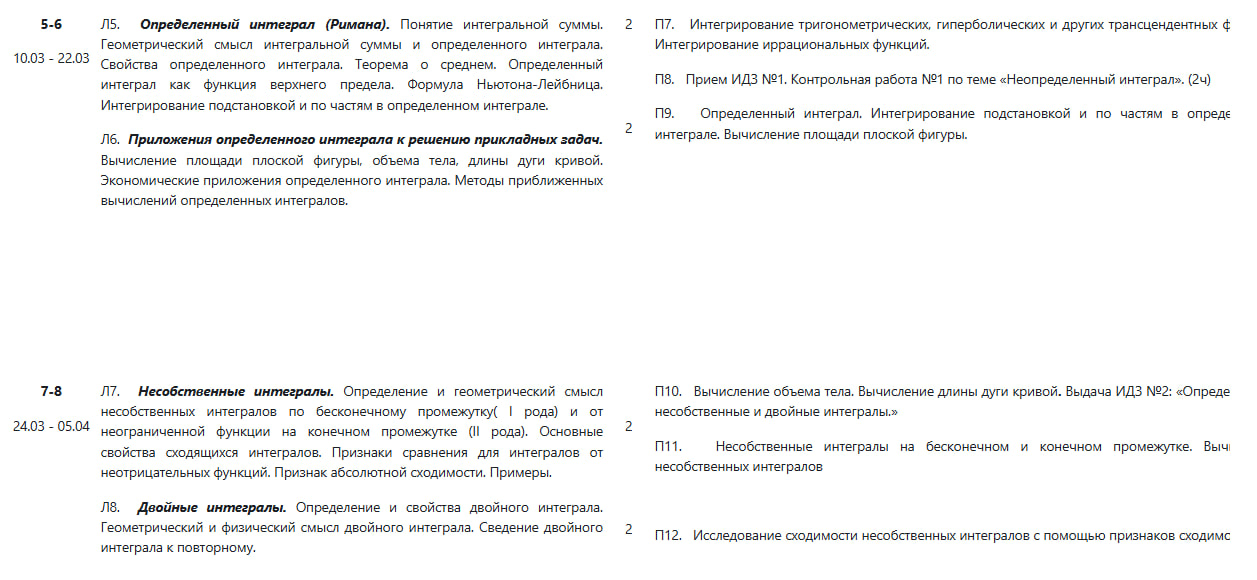 5-6
10.03 - 22.03
Л5. Определенный интеграл (Римана). Понятие интегральной суммы.
Геометрический смысл интегральной суммы и определенного интеграла.
Свойства определенного интеграла. Теорема о среднем. Определенный
интеграл как функция верхнего предела. Формула Ньютона-Лейбница.
Интегрирование подстановкой и по частям в определенном интеграле.
2
Л6. Приложения определенного интеграла к решению прикладных задач.
Вычисление площади плоской фигуры, объема тела, длины дуги кривой.
Экономические приложения определенного интеграла. Методы приближенных
вычислений определенных интегралов.
2
П7. Интегрирование тригонометрических, гиперболических и других трансцендентных ф
Интегрирование иррациональных функций.
П8. Прием ИДЗ №1. Контрольная работа №1 по теме «Неопределенный интеграл». (2ч)
П9. Определенный интеграл. Интегрирование подстановкой и по частям в опреде
интеграле. Вычисление площади плоской фигуры.
7-8
24.03 - 05.04
Л7. Несобственные интегралы. Определение и геометрический смысл
несобственных интегралов по бесконечному промежутку( I рода) и от
неограниченной функции на конечном промежутке (II рода). Основные
свойства сходящихся интегралов. Признаки сравнения для интегралов от
неотрицательных функций. Признак абсолютной сходимости. Примеры.
2
Л8. Двойные интегралы. Определение и свойства двойного интеграла.
Геометрический и физический смысл двойного интеграла. Сведение двойного
интеграла к повторному.
2
П10. Вычисление объема тела. Вычисление длины дуги кривой. Выдача ИДЗ №2: «Опреде
несобственные и двойные интегралы.»
П11. Несобственные интегралы на бесконечном и конечном промежутке. Выч
несобственных интегралов
П12. Исследование сходимости несобственных интегралов с помощью признаков сходимо